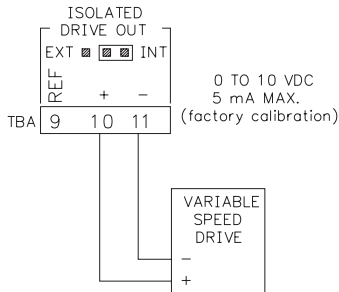 ISOLATED
DRIVE OUT
EXT INT
REF + -
0 TO 10 VDC
5 mA MAX.
(factory calibration)
TBA 9 10 11
VARIABLE
SPEED
DRIVE
-
+